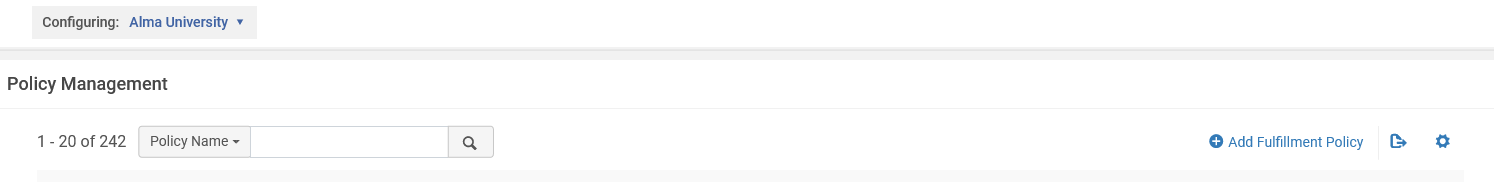 Configuring: Alma University
Policy Management
1 - 20 of 242 Policy Name Add Fulfillment Policy